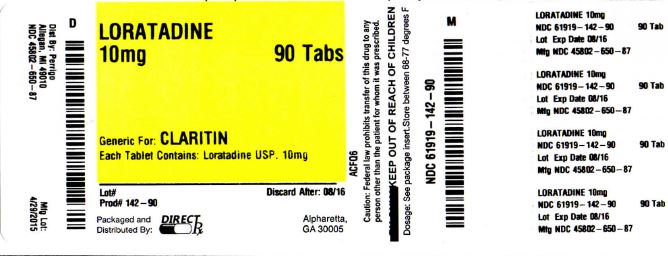 Dist By: Perrigo
Allegan, MI 49010
NDC 45802-650-87
Mfg Lot:
4/29/2015
D
LORATADINE
10mg 90 Tabs
Generic For: CLARITIN
Each Tablet Contains: Loratadine USP. 10mg
Lot# Discard After: 08/16
Prod# 142-90
Packaged and
Distributed By:
DIRECT Rx
Alpharetta,
GA 30005
ACFQ6
Caution: Federal law prohibits transfer of this drug to any
person other than the patient for whom it was prescribed.
KEEP OUT OF REACH OF CHILDREN
Dosage: See package insert.Store between 68-77 degrees F
NDC 61919-142-90
M
LORATADINE 10mg
NDC 61919-142-90 90 Tab
Lot Exp Date 08/16
Mfg NDC 45802-650-87
LORATADINE 10mg
NDC 61919-142-90 90 Tab
Lot Exp Date 08/16
Mfg NDC 45802-650-87
LORATADINE 10mg
NDC 61919-142-90 90 Tab
Lot Exp Date 08/16
Mfg NDC 45802-650-87
LORATADINE 10mg
NDC 61919-142-90 90 Tab
Lot Exp Date 08/16
Mfg NDC 45802-650-87